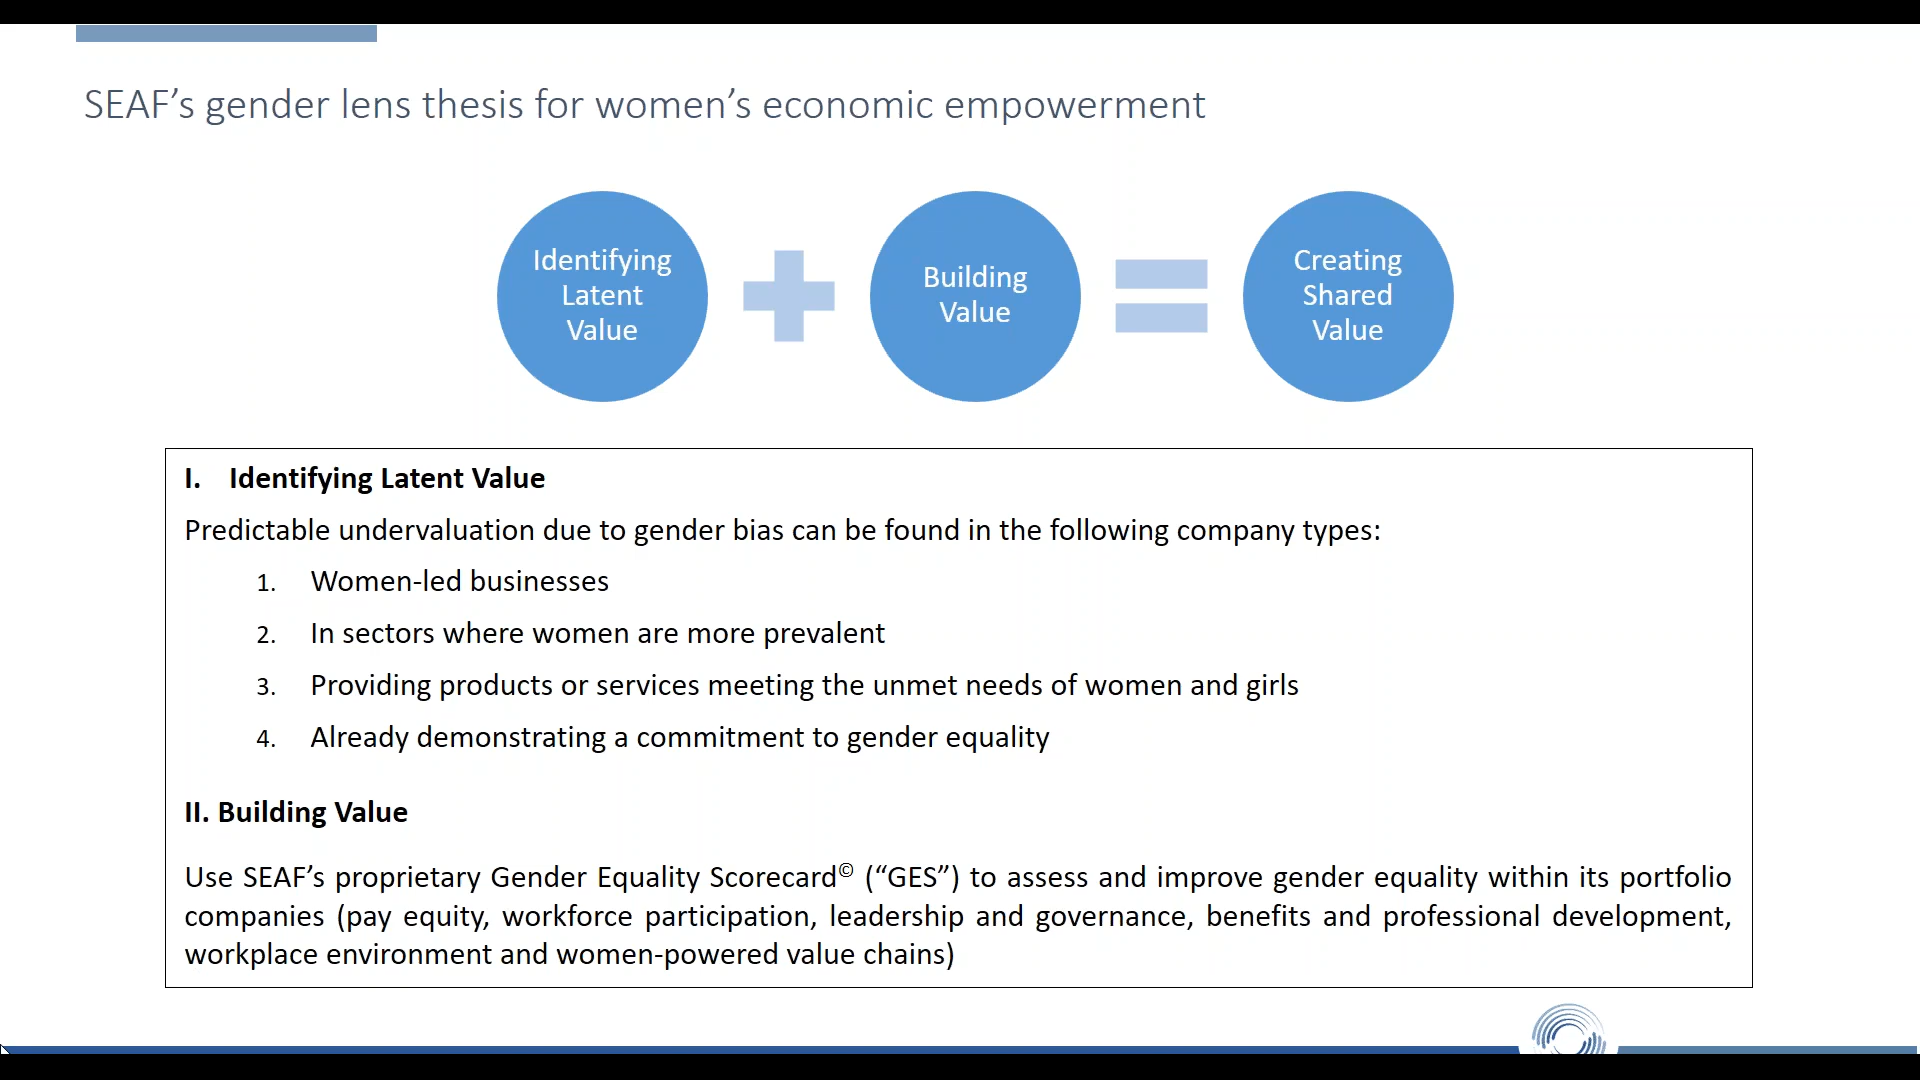 SEAF’s gender lens thesis for women’s economic empowerment
Identifying
Latent
Value
Building
Value
Creating
Shared
Value
I. Identifying Latent Value
Predictable undervaluation due to gender bias can be found in the following company types:
1. Women-led businesses
2. In sectors where women are more prevalent
3. Providing products or services meeting the unmet needs of women and girls
4. Already demonstrating a commitment to gender equality
II. Building Value
Use SEAF’s proprietary Gender Equality Scorecard© (“GES”) to assess and improve gender equality within its portfolio
companies (pay equity, workforce participation, leadership and governance, benefits and professional development,
workplace environment and women-powered value chains)